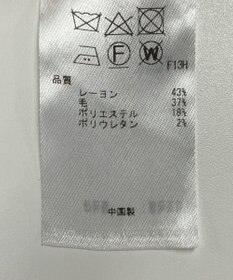 F W
F13H
品質
レーヨン 43%
毛 37%
ポリエステル 18%
ポリウレタン 2%
中国製